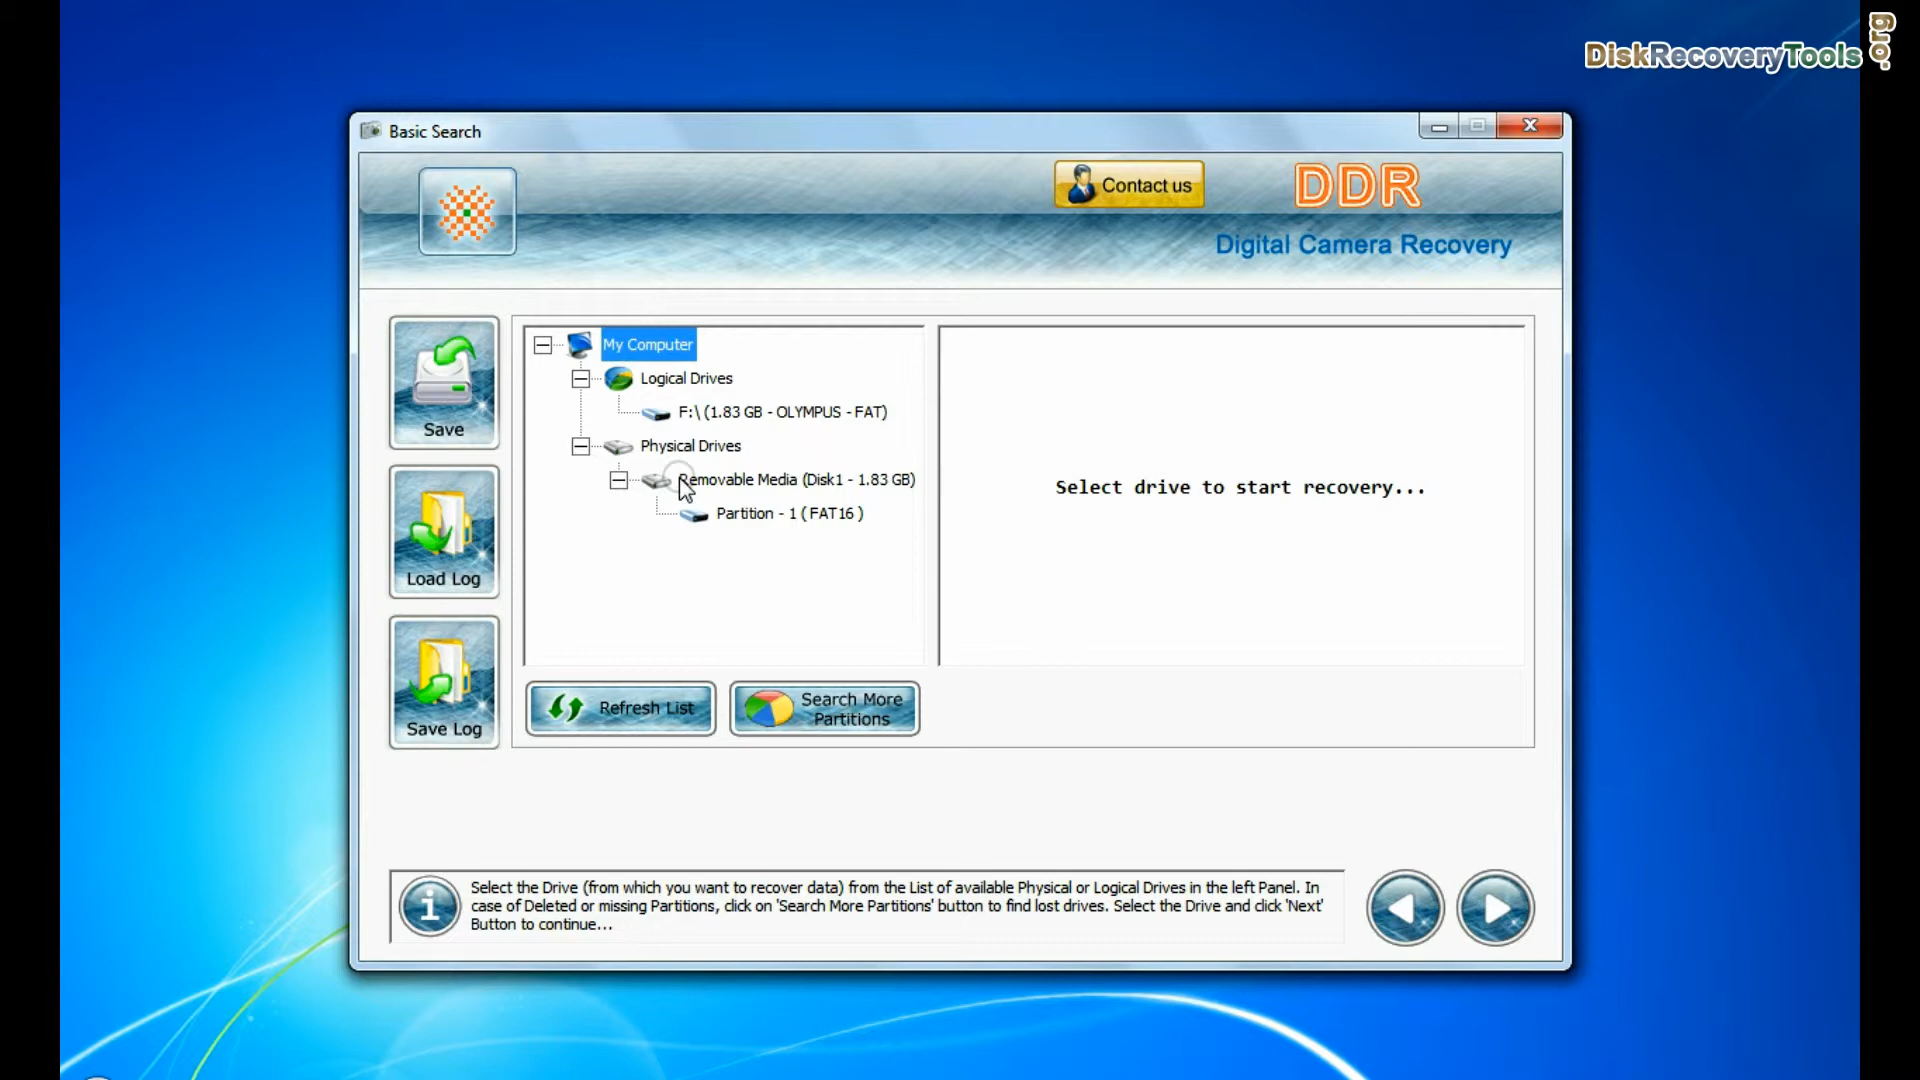 DiskRecoveryTools
.org
Basic Search
Contact us
DDR
Digital Camera Recovery
Save
Load Log
Save Log
My Computer
Logical Drives
F:\ (1.83 GB - OLYMPUS - FAT)
Physical Drives
Removable Media (Disk1 - 1.83 GB)
Partition - 1 ( FAT16 )
Select drive to start recovery...
Refresh List
Search More
Partitions
Select the Drive (from which you want to recover data) from the List of available Physical or Logical Drives in the left Panel. In
case of Deleted or missing Partitions, click on 'Search More Partitions' button to find lost drives. Select the Drive and click 'Next'
Button to continue...